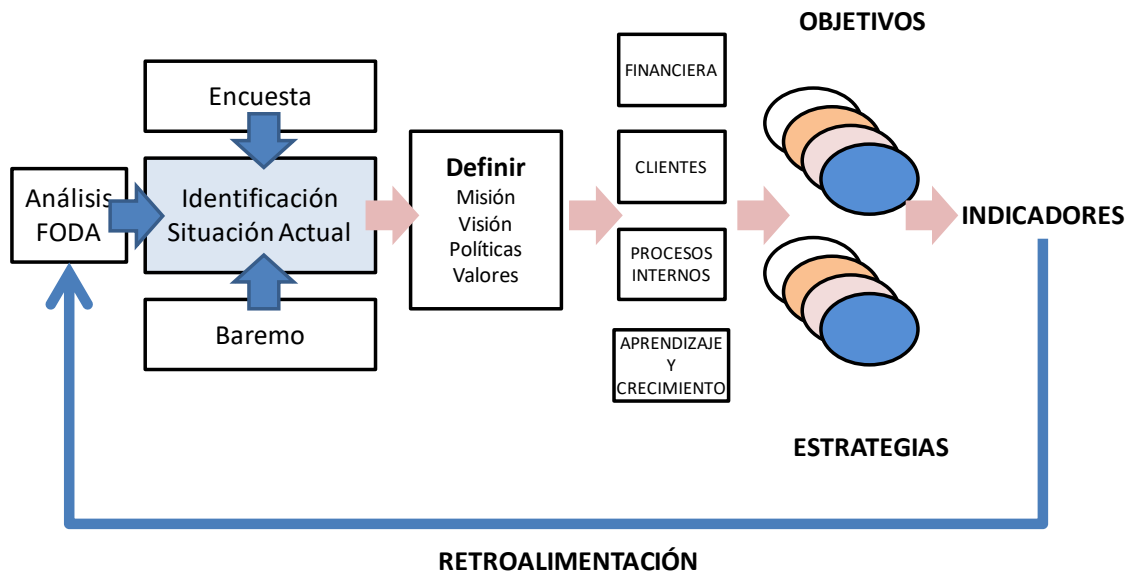 OBJETIVOS
Encuesta
Análisis
FODA
Identificación
Situación Actual
Baremo
Definir
Misión
Visión
Políticas
Valores
FINANCIERA
CLIENTES
PROCESOS
INTERNOS
APRENDIZAJE
Y
CRECIMIENTO
INDICADORES
ESTRATEGIAS
RETROALIMENTACIÓN